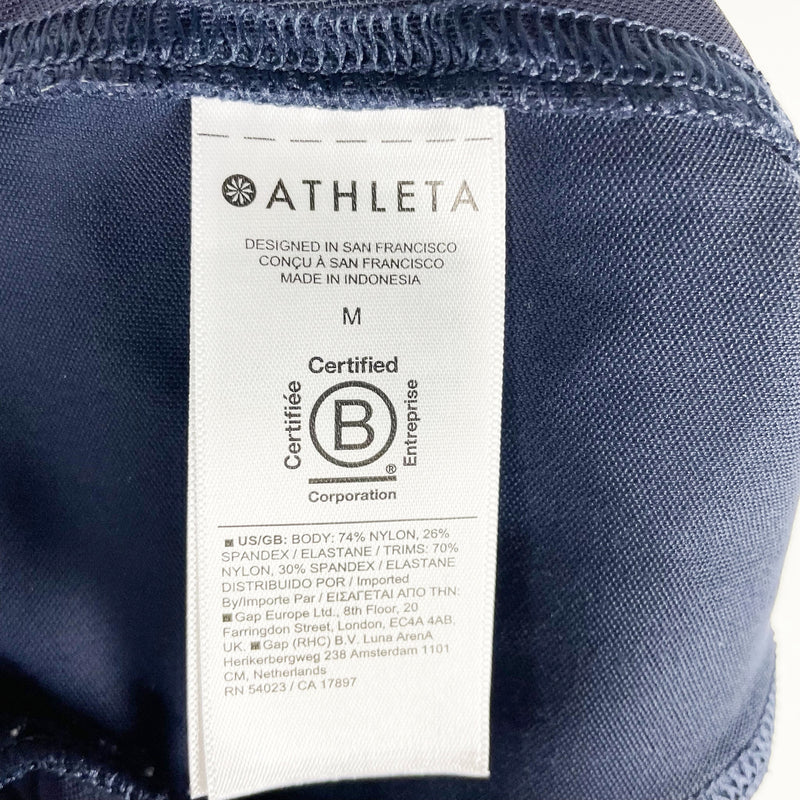 ATHLETA
DESIGNED IN SAN FRANCISCO
CONÇU À SAN FRANCISCO
MADE IN INDONESIA
M
Certified
Certifiée
B
Entreprise
®
Corporation
US/GB: BODY: 74% NYLON, 26%
SPANDEX / ELASTANE / TRIMS: 70%
NYLON, 30% SPANDEX / ELASTANE
DISTRIBUIDO POR / Imported
By/Importe Par / ΕΙΣΑΓΕΤΑΙ ΑΠΟ ΤΗΝ:
Gap Europe Ltd., 8th Floor, 20
Farringdon Street, London, EC4A 4AB,
UK. Gap (RHC) B.V. Luna ArenA
Herikerbergweg 238 Amsterdam 1101
CM, Netherlands
RN 54023 / CA 17897